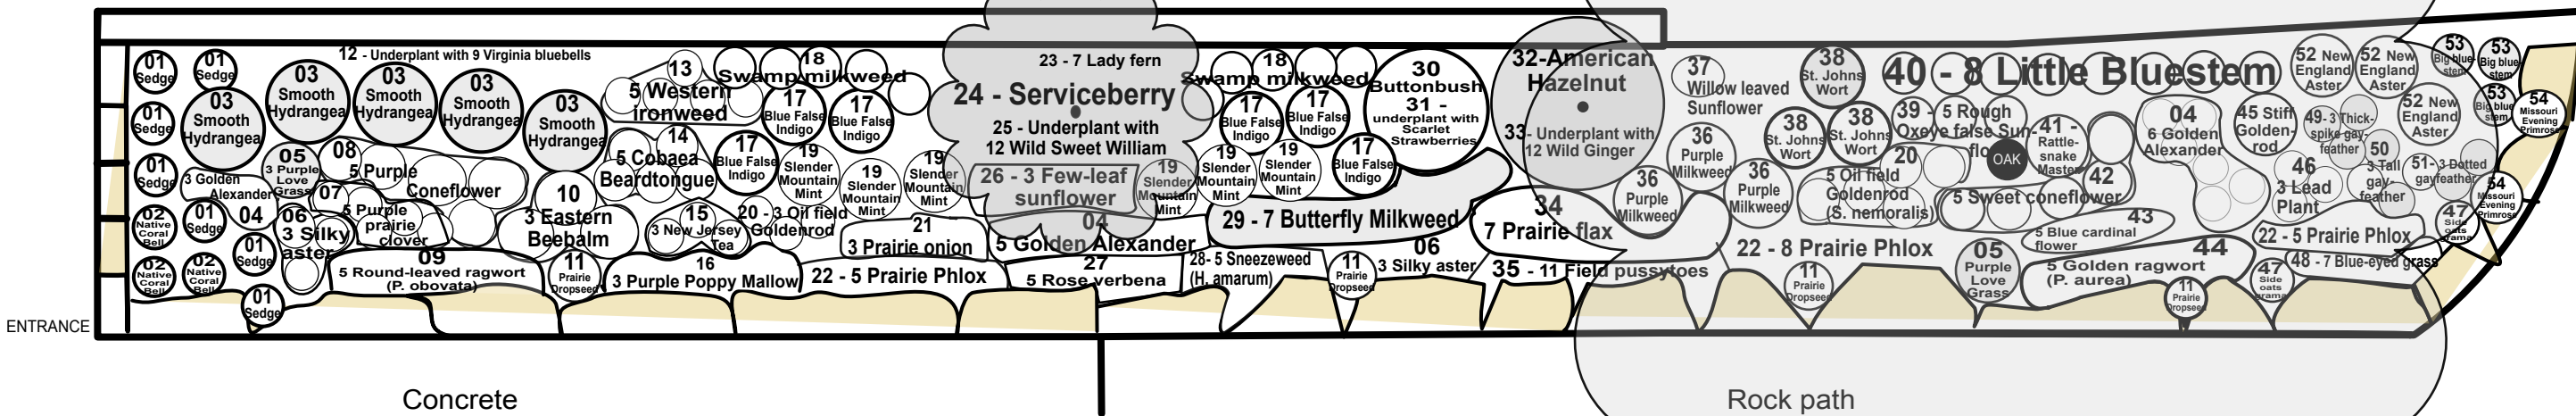 ENTRANCE
01
Sedge
01
Sedge
01
Sedge
01
Sedge
02
Native
Coral
Bell
02
Native
Coral
Bell
02
Native
Coral
Bell
01
Sedge
01
Sedge
01
Sedge
12 - Underplant with 9 Virginia bluebells
03
Smooth
Hydrangea
03
Smooth
Hydrangea
03
Smooth
Hydrangea
03
Smooth
Hydrangea
03
Smooth
Hydrangea
3 Golden
Alexander
04
05
3 Purple
Love
Grass
06
3 Silky
aster
07
5 Purple
prairie
clover
08
5 Purple
Coneflower
09
5 Round-leaved ragwort
(P. obovata)
10
3 Eastern
Beebalm
11
Prairie
Dropseed
13
5 Western
ironweed
14
5 Cobaea
Beardtongue
15
3 New Jersey
Tea
16
3 Purple Poppy Mallow
18
Swamp milkweed
17
Blue False
Indigo
17
Blue False
Indigo
17
Blue False
Indigo
19
Slender
Mountain
Mint
19
Slender
Mountain
Mint
19
Slender
Mountain
Mint
20 - 3 Oil field
Goldenrod
21
3 Prairie onion
22 - 5 Prairie Phlox
23 - 7 Lady fern
24 - Serviceberry
25 - Underplant with
12 Wild Sweet William
26 - 3 Few-leaf
sunflower
19
Slender
Mountain
Mint
04
5 Golden Alexander
27
5 Rose verbena
18
Swamp milkweed
17
Blue False
Indigo
17
Blue False
Indigo
17
Blue False
Indigo
19
Slender
Mountain
Mint
19
Slender
Mountain
Mint
28- 5 Sneezeweed
(H. amarum)
29 - 7 Butterfly Milkweed
30
Buttonbush
31 -
underplant with
Scarlet
Strawberries
11
Prairie
Dropseed
06
3 Silky aster
32-American
Hazelnut
33- Underplant with
12 Wild Ginger
34
7 Prairie flax
35 - 11 Field pussytoes
36
Purple
Milkweed
36
Purple
Milkweed
36
Purple
Milkweed
37
Willow leaved
Sunflower
38
St. Johns
Wort
38
St. Johns
Wort
38
St. Johns
Wort
40 - 8 Little Bluestem
39 - 5 Rough
Oxeye false Sun-
flo
OAK
20
5 Oil field
Goldenrod
(S. nemoralis)
41 -
Rattle-
snake
Master
42
5 Sweet coneflower
43
5 Blue cardinal
flower
22 - 8 Prairie Phlox
11
Prairie
Dropseed
05
Purple
Love
Grass
44
5 Golden ragwort
(P. aurea)
11
Prairie
Dropseed
04
6 Golden
Alexander
45 Stiff
Golden-
rod
46
3 Lead
Plant
47
Side
oats
grama
47
Side
oats
grama
22 - 5 Prairie Phlox
48 - 7 Blue-eyed grass
49- 3 Thick-
spike gay-
feather
50
3 Tall
gay-
feather
51- 3 Dotted
gayfeather
52 New
England
Aster
52 New
England
Aster
52 New
England
Aster
53
Big blue-
stem
53
Big blue-
stem
53
Big blue-
stem
54
Missouri
Evening
Primrose
54
Missouri
Evening
Primrose
Concrete
Rock path